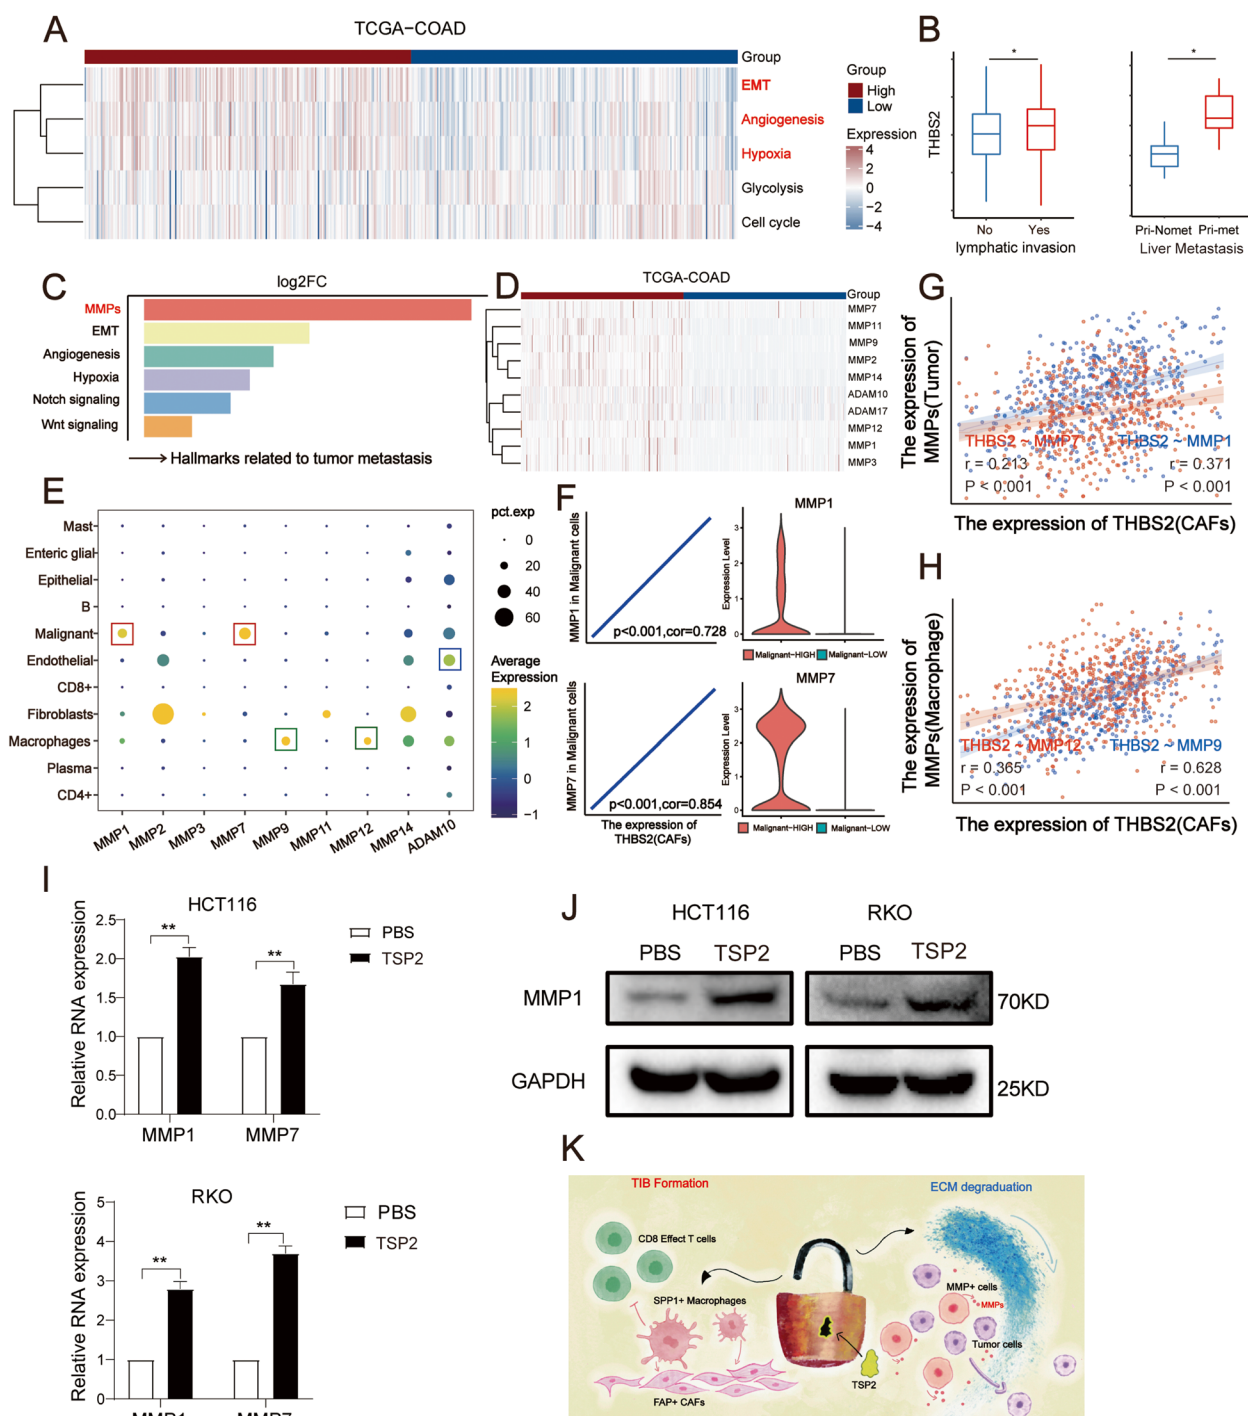 A
TCGA−COAD
Group
EMT
Angiogenesis
Hypoxia
Glycolysis
Cell cycle
Group
High
Low
Expression
4
2
0
−2
−4
B
THBS2
*
No
Yes
lymphatic invasion
*
Pri-Nomet
Pri-met
Liver Metastasis
C
log2FC
MMPs
EMT
Angiogenesis
Hypoxia
Notch signaling
Wnt signaling
Hallmarks related to tumor metastasis
D
TCGA-COAD
Group
MMP7
MMP11
MMP9
MMP2
MMP14
ADAM10
ADAM17
MMP12
MMP1
MMP3
G
The expression of
MMPs(Tumor)
THBS2 ~ MMP7
r = 0.213
P < 0.001
THBS2 ~ MMP1
r = 0.371
P < 0.001
The expression of THBS2(CAFs)
E
Mast
Enteric glial
Epithelial
B
Malignant
Endothelial
CD8+
Fibroblasts
Macrophages
Plasma
CD4+
MMP1
MMP2
MMP3
MMP7
MMP9
MMP11
MMP12
MMP14
ADAM10
pct.exp
0
20
40
60
Average
Expression
2
1
0
−1
F
MMP1 in Malignant cells
p<0.001,cor=0.728
MMP1
Expression Level
3
2
1
0
Malignant-HIGH
Malignant-LOW
MMP7 in Malignant cells
p<0.001,cor=0.854
The expression of
THBS2(CAFs)
MMP7
Expression Level
3
2
1
0
Malignant-HIGH
Malignant-LOW
H
The expression of
MMPs(Macrophage)
THBS2 ~ MMP12
r = 0.365
P < 0.001
THBS2 ~ MMP9
r = 0.628
P < 0.001
The expression of THBS2(CAFs)
I
HCT116
Relative RNA expression
2.5
2.0
1.5
1.0
0.5
0.0
**
**
MMP1
MMP7
PBS
TSP2
RKO
Relative RNA expression
5
4
3
2
1
0
**
**
MMP1
MMP7
PBS
TSP2
J
HCT116
RKO
PBS
TSP2
PBS
TSP2
MMP1
70KD
GAPDH
25KD
K
TIB Formation
ECM degraduation
CD8 Effect T cells
SPP1+ Macrophages
FAP+ CAFs
TSP2
MMP+ cells
MMPs
Tumor cells